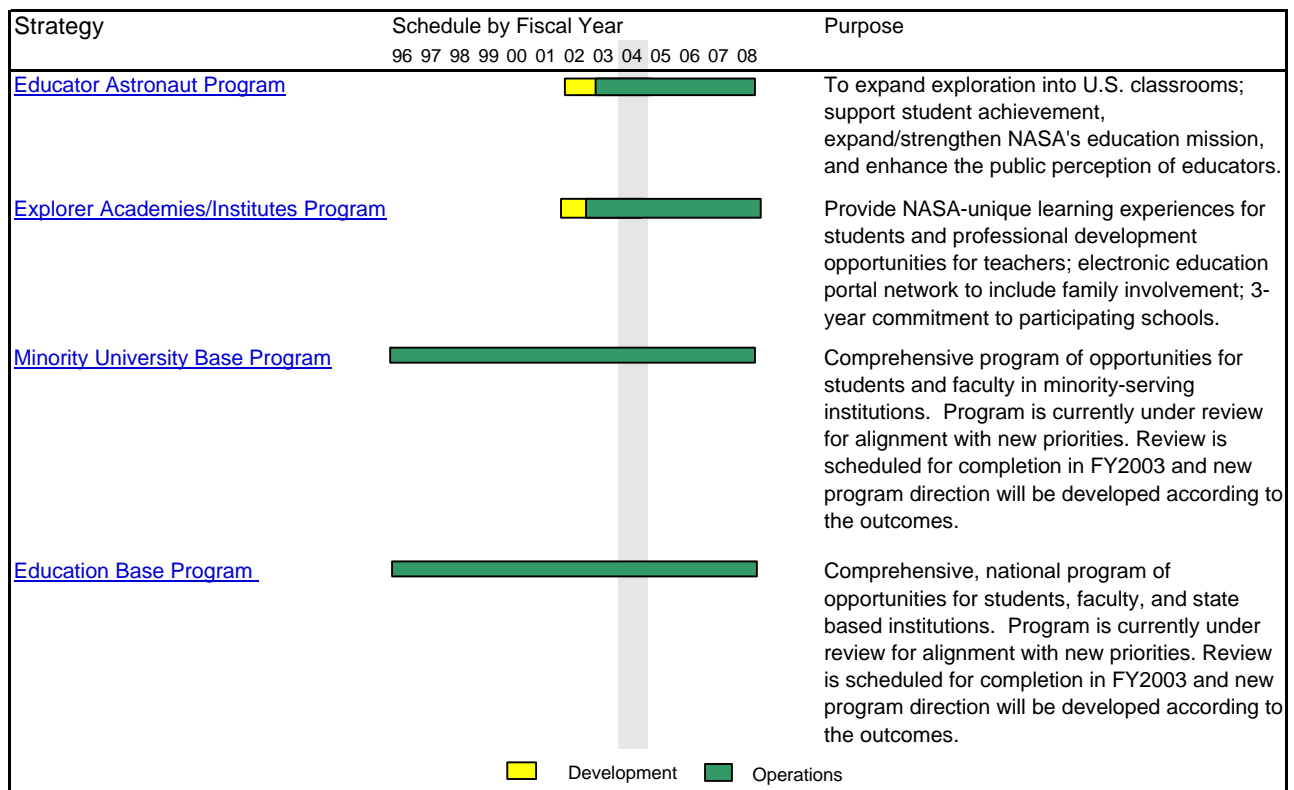 Strategy Schedule by Fiscal Year Purpose
96 97 98 99 00 01 02 03 04 05 06 07 08
Educator Astronaut Program To expand exploration into U.S. classrooms;
support student achievement,
expand/strengthen NASA's education mission,
and enhance the public perception of educators.
Explorer Academies/Institutes Program Provide NASA-unique learning experiences for
students and professional development
opportunities for teachers; electronic education
portal network to include family involvement; 3-
year commitment to participating schools.
Minority University Base Program Comprehensive program of opportunities for
students and faculty in minority-serving
institutions.  Program is currently under review
for alignment with new priorities. Review is
scheduled for completion in FY2003 and new
program direction will be developed according to
the outcomes.
Education Base Program Comprehensive, national program of
opportunities for students, faculty, and state
based institutions.  Program is currently under
review for alignment with new priorities. Review
is scheduled for completion in FY2003 and new
program direction will be developed according to
the outcomes.
Development Operations